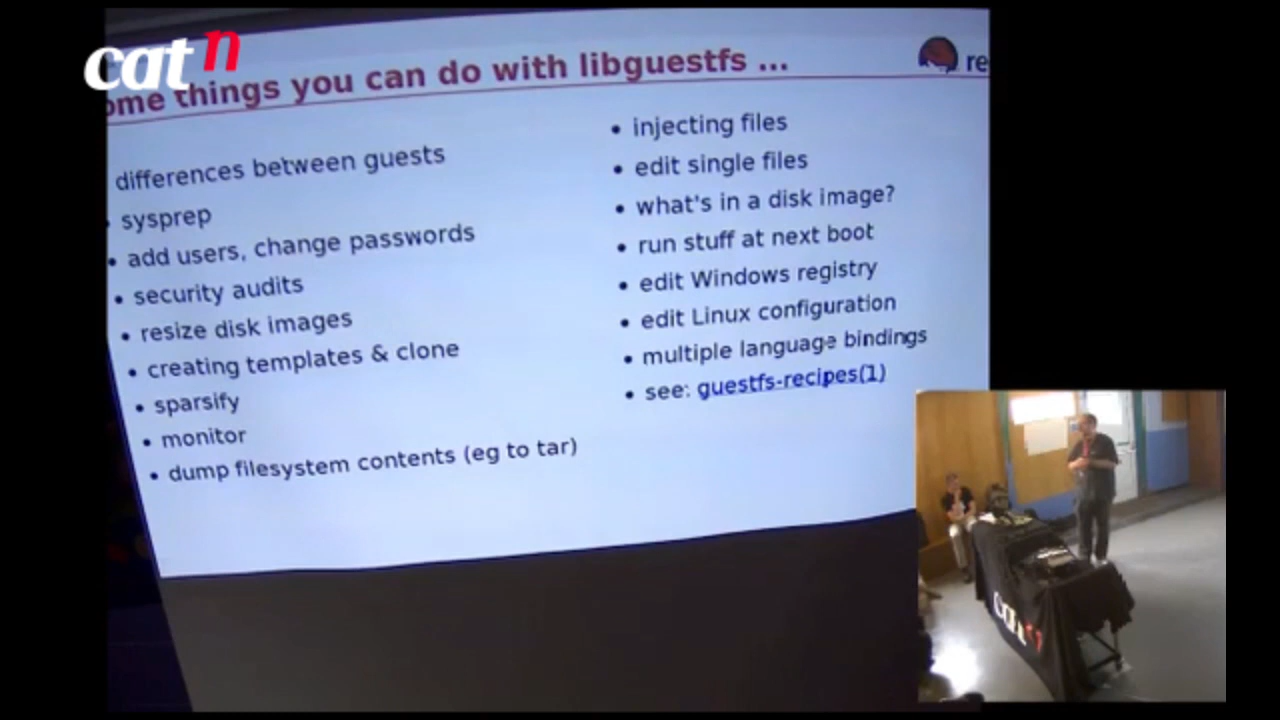 catn
ome things you can do with libguestfs ...
re
differences between guests
• sysprep
• add users, change passwords
• security audits
• resize disk images
• creating templates & clone
• sparsify
• monitor
• dump filesystem contents (eg to tar)
• injecting files
• edit single files
• what's in a disk image?
• run stuff at next boot
• edit Windows registry
• edit Linux configuration
• multiple language bindings
• see: guestfs-recipes(1)
catn